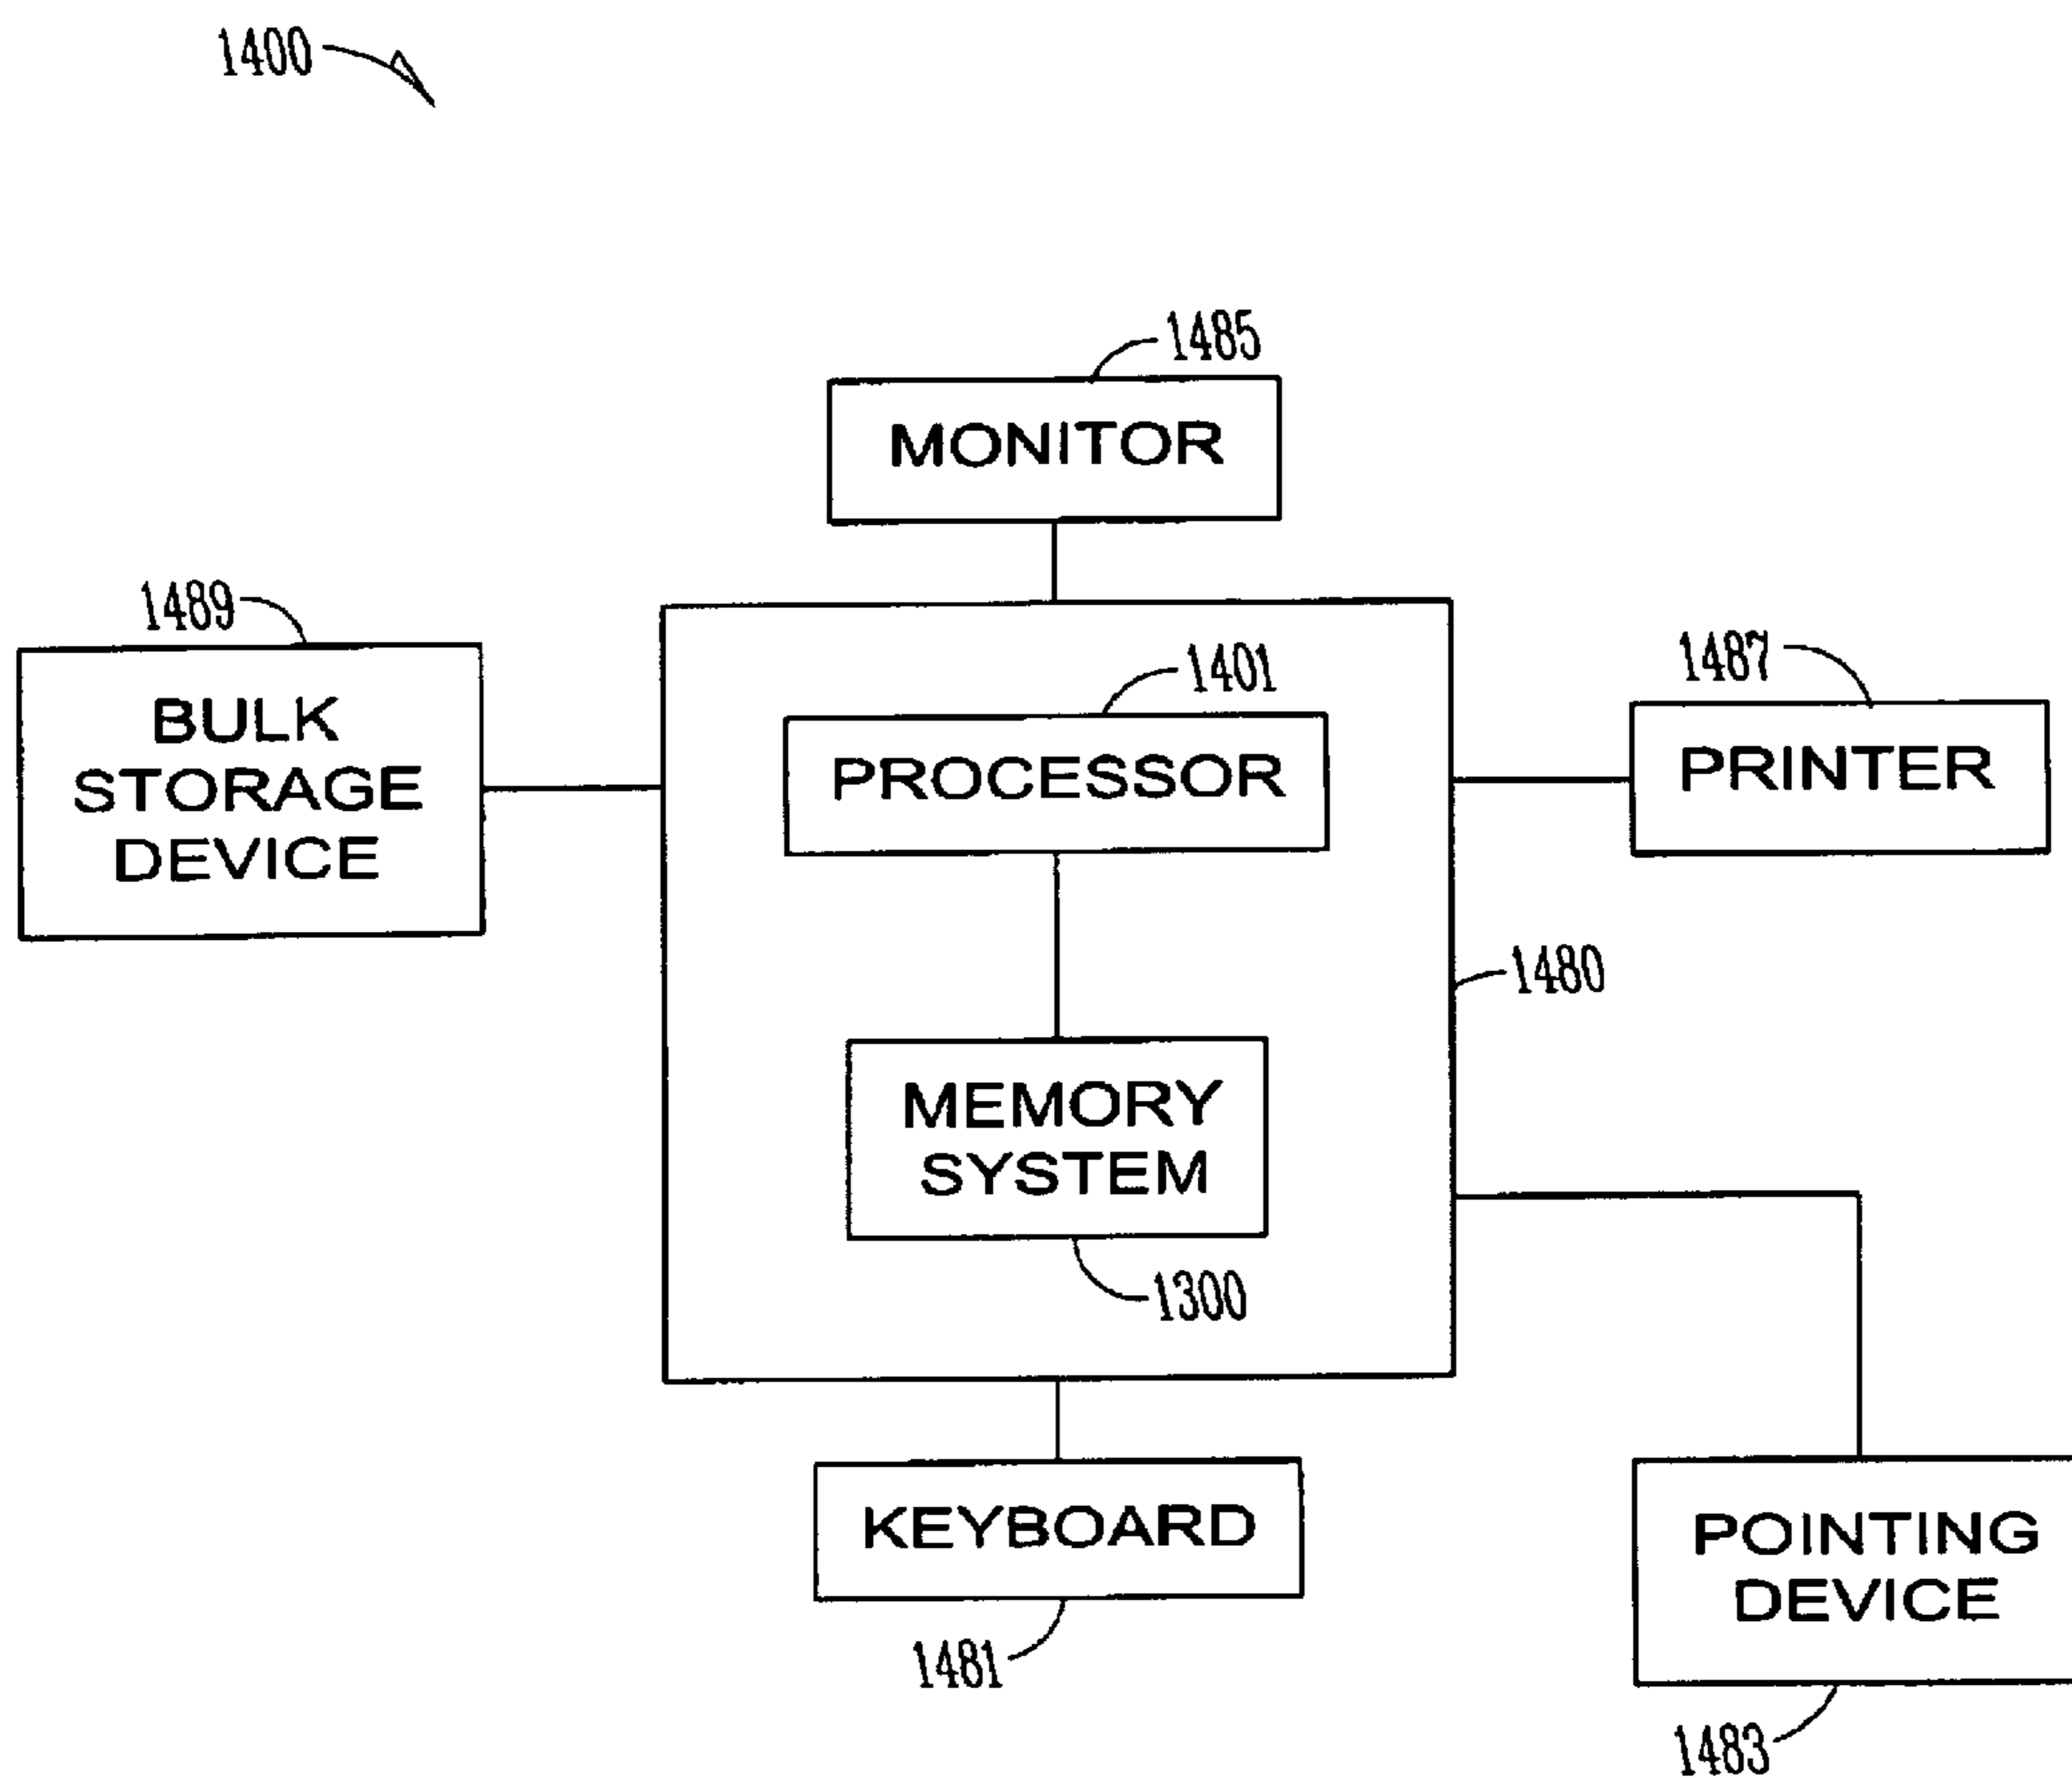 1400
1485
MONITOR
1489
BULK
STORAGE
DEVICE
1401
PROCESSOR
1487
PRINTER
1480
MEMORY
SYSTEM
1300
KEYBOARD
1481
POINTING
DEVICE
1483